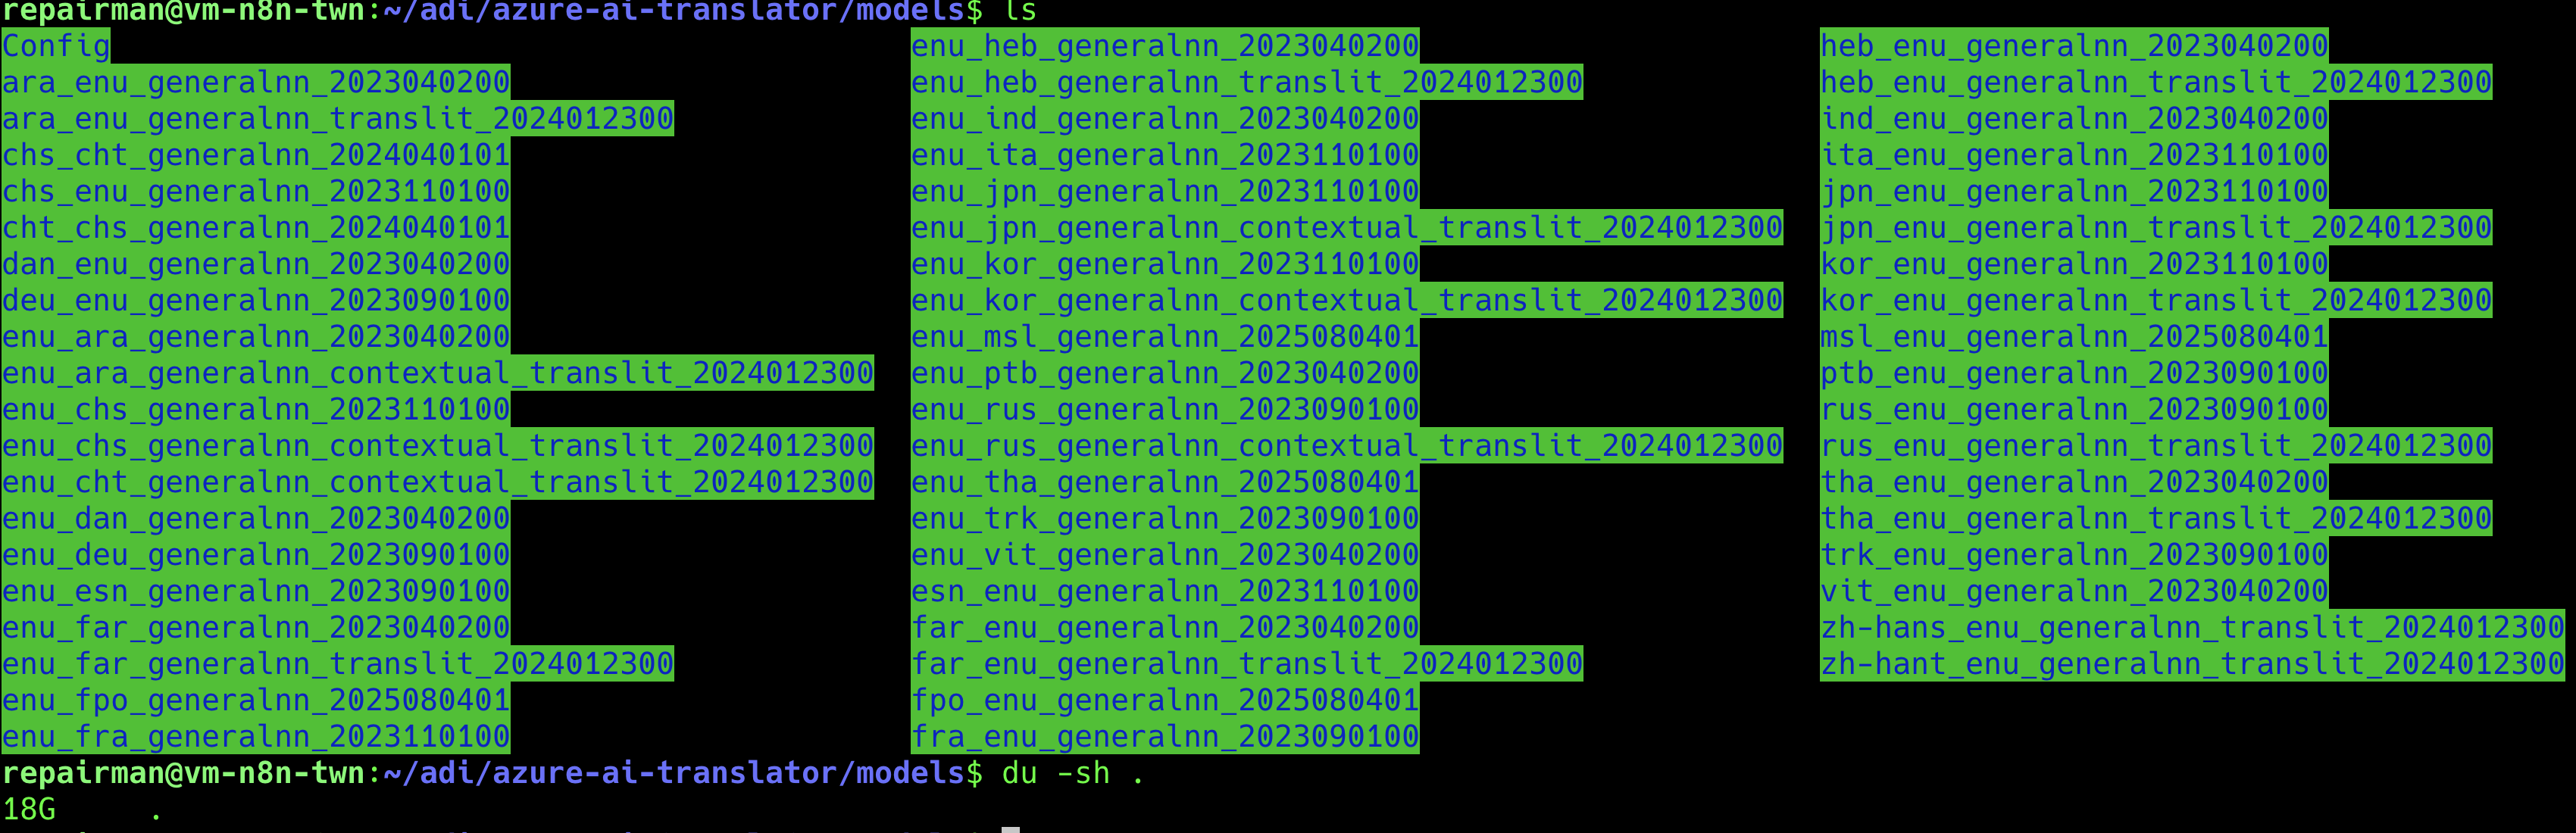 repairman@vm-n8n-twn:~/adi/azure-ai-translator/models$ ls
Config enu_heb_generalnn_2023040200 heb_enu_generalnn_2023040200
ara_enu_generalnn_2023040200 enu_heb_generalnn_translit_2024012300 heb_enu_generalnn_translit_2024012300
ara_enu_generalnn_translit_2024012300 enu_ind_generalnn_2023040200 ind_enu_generalnn_2023040200
chs_cht_generalnn_2024040101 enu_ita_generalnn_2023110100 ita_enu_generalnn_2023110100
chs_enu_generalnn_2023110100 enu_jpn_generalnn_2023110100 jpn_enu_generalnn_2023110100
cht_chs_generalnn_2024040101 enu_jpn_generalnn_contextual_translit_2024012300 jpn_enu_generalnn_translit_2024012300
dan_enu_generalnn_2023040200 enu_kor_generalnn_2023110100 kor_enu_generalnn_2023110100
deu_enu_generalnn_2023090100 enu_kor_generalnn_contextual_translit_2024012300 kor_enu_generalnn_translit_2024012300
enu_ara_generalnn_2023040200 enu_msl_generalnn_2025080401 msl_enu_generalnn_2025080401
enu_ara_generalnn_contextual_translit_2024012300 enu_ptb_generalnn_2023040200 ptb_enu_generalnn_2023090100
enu_chs_generalnn_2023110100 enu_rus_generalnn_2023090100 rus_enu_generalnn_2023090100
enu_chs_generalnn_contextual_translit_2024012300 enu_rus_generalnn_contextual_translit_2024012300 rus_enu_generalnn_translit_2024012300
enu_cht_generalnn_contextual_translit_2024012300 enu_tha_generalnn_2025080401 tha_enu_generalnn_2023040200
enu_dan_generalnn_2023040200 enu_trk_generalnn_2023090100 tha_enu_generalnn_translit_2024012300
enu_deu_generalnn_2023090100 enu_vit_generalnn_2023040200 trk_enu_generalnn_2023090100
enu_esn_generalnn_2023090100 esn_enu_generalnn_2023110100 vit_enu_generalnn_2023040200
enu_far_generalnn_2023040200 far_enu_generalnn_2023040200 zh-hans_enu_generalnn_translit_2024012300
enu_far_generalnn_translit_2024012300 far_enu_generalnn_translit_2024012300 zh-hant_enu_generalnn_translit_2024012300
enu_fpo_generalnn_2025080401 fpo_enu_generalnn_2025080401
enu_fra_generalnn_2023110100 fra_enu_generalnn_2023090100
repairman@vm-n8n-twn:~/adi/azure-ai-translator/models$ du -sh .
18G .